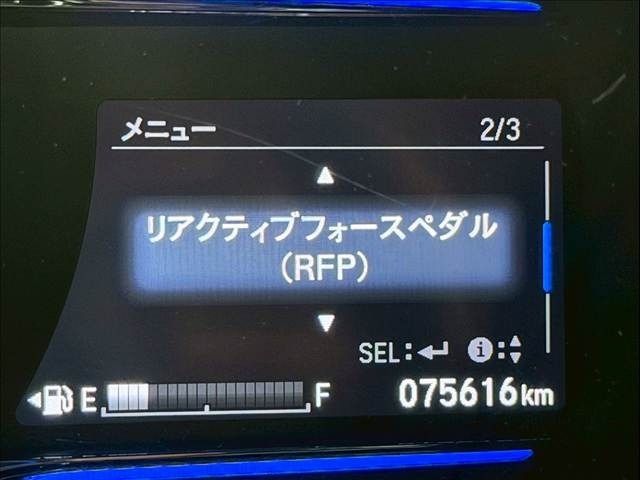 メニュー 2/3
リアクティブフォースペダル
(RFP)
SEL: i:
E F 075616km